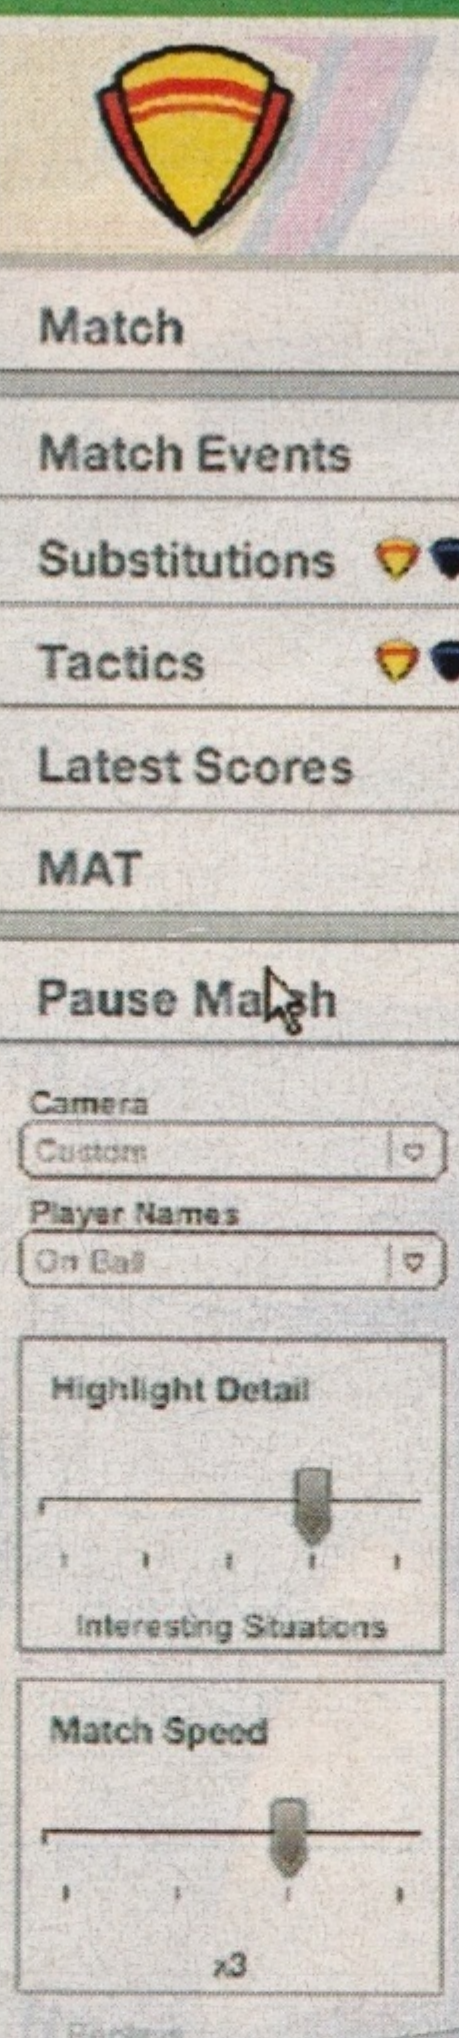 Match
Match Events
Substitutions
Tactics
Latest Scores
MAT
Pause Match
Camera
Custom
Player Names
On Ball
Highlight Detail
Interesting Situations
Match Speed
x3